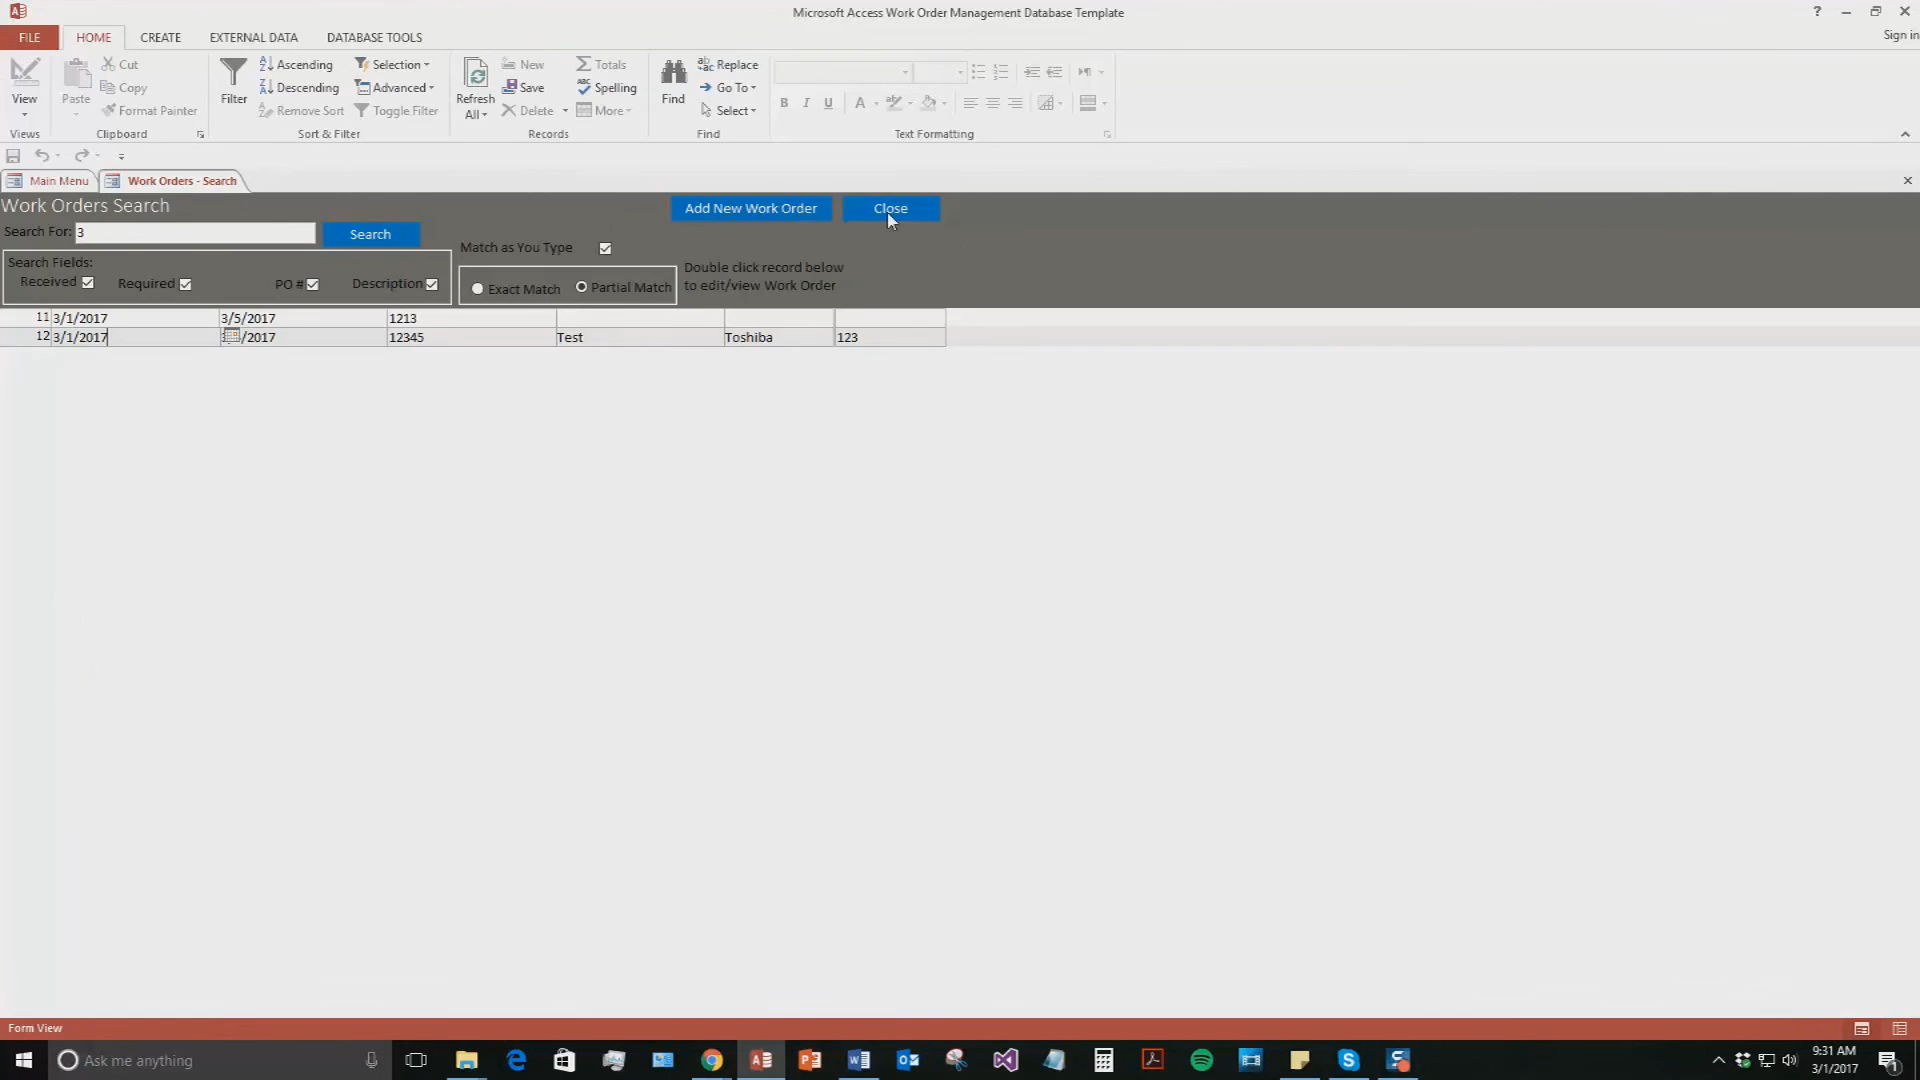 Microsoft Access Work Order Management Database Template
?
Sign in
FILE HOME CREATE EXTERNAL DATA DATABASE TOOLS
View
Views
Paste
Cut
Copy
Format Painter
Clipboard
Filter
Ascending
Descending
Remove Sort
Selection
Advanced
Toggle Filter
Sort & Filter
Refresh
All
New
Save
Delete
Totals
Spelling
More
Records
Find
Replace
Go To
Select
Find
B I U A
Text Formatting
Main Menu
Work Orders - Search
Work Orders Search
Add New Work Order
Close
Search For: 3
Search
Match as You Type
Search Fields:
Received
Required
PO #
Description
Exact Match
Partial Match
Double click record below
to edit/view Work Order
11 3/1/2017 3/5/2017 1213
12 3/1/2017 /2017 12345 Test Toshiba 123
Form View
Ask me anything
9:31 AM
3/1/2017